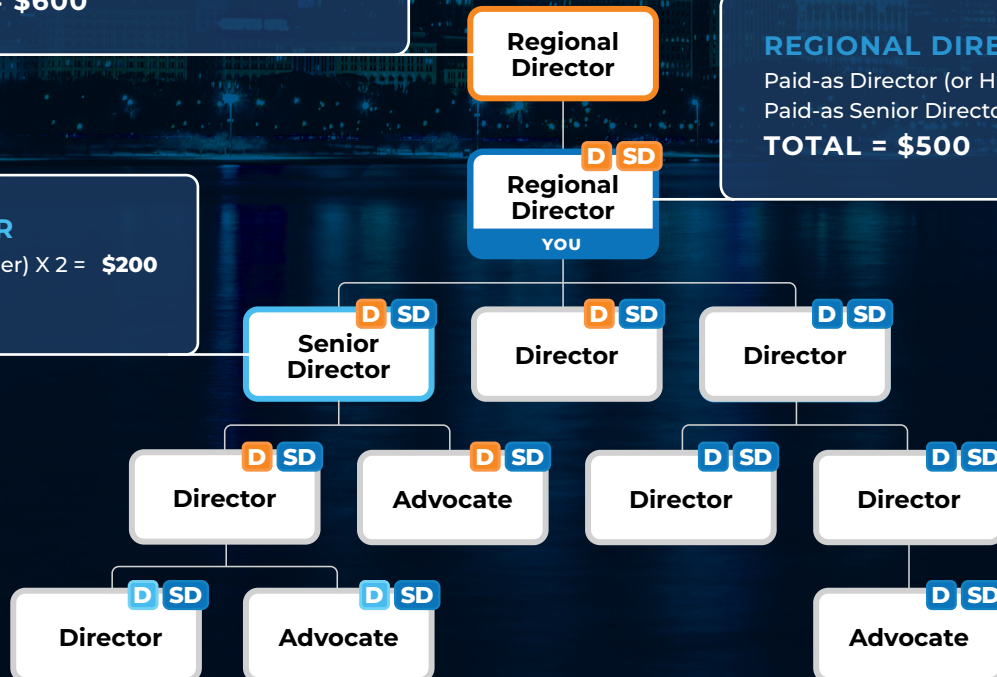 = $600
Regional
Director
REGIONAL DIRE
Paid-as Director (or H
Paid-as Senior Directo
TOTAL = $500
D SD
Regional
Director
YOU
R
er) X 2 = $200
D SD
Senior
Director
D SD
Director
D SD
Director
D SD
Director
D SD
Advocate
D SD
Director
D SD
Director
D SD
Director
D SD
Advocate
D SD
Advocate